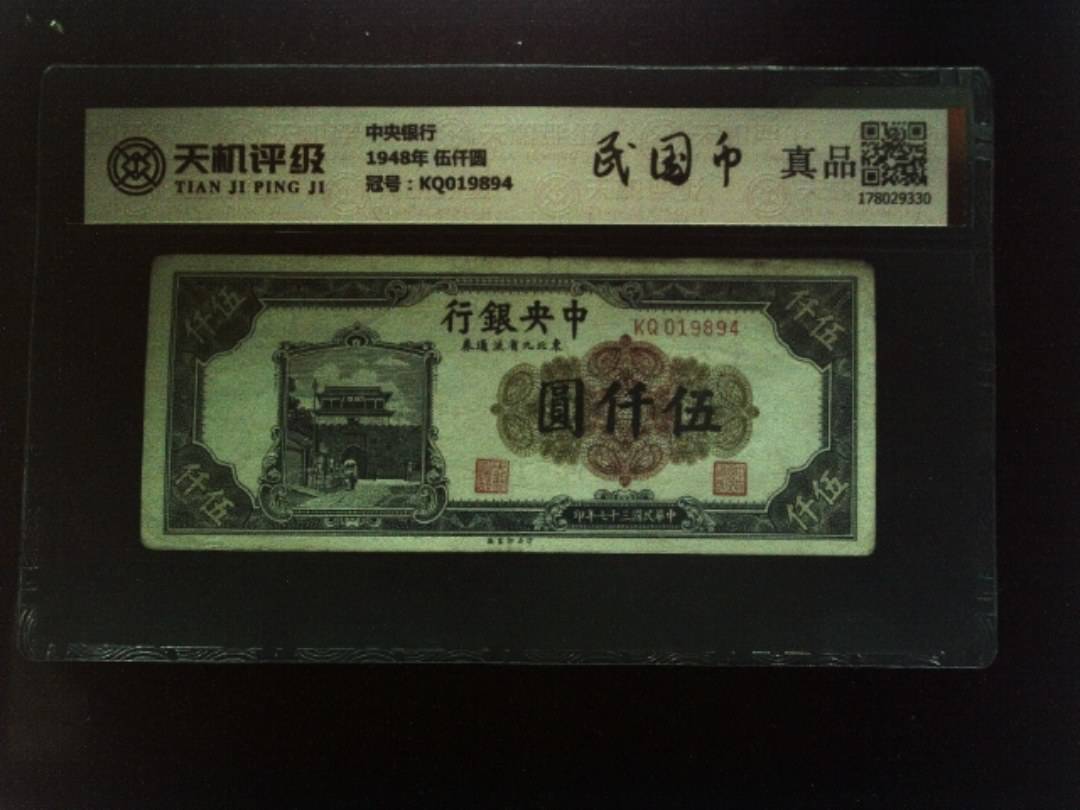 天机评级
TIAN JI PING JI
中央银行
1948年 伍仟圆
冠号：KQ019894
民国币
真品
178029330
伍仟
行銀央中
KQ 019894
券通流省九北東
伍仟
圓仟伍
伍仟
印年七十三國民華中
伍仟